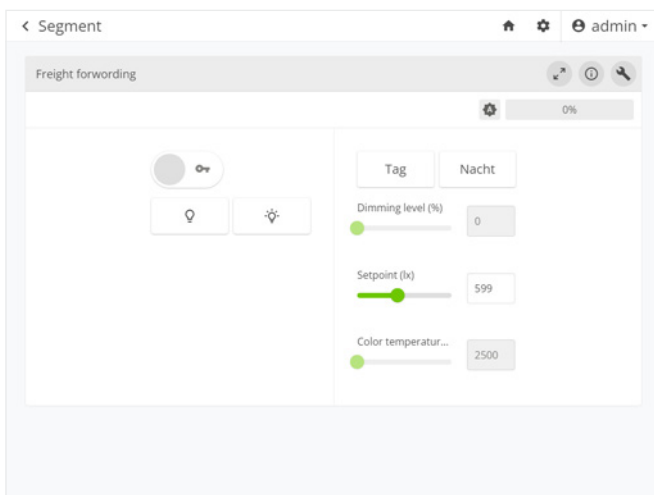 Segment
admin
Freight forwording
0%
Tag
Nacht
Dimming level (%)
0
Setpoint (lx)
599
Color temperatur...
2500